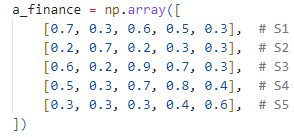 a_finance = np.array([
    [0.7, 0.3, 0.6, 0.5, 0.3],  # S1
    [0.2, 0.7, 0.2, 0.3, 0.3],  # S2
    [0.6, 0.2, 0.9, 0.7, 0.3],  # S3
    [0.5, 0.3, 0.7, 0.8, 0.4],  # S4
    [0.3, 0.3, 0.3, 0.4, 0.6],  # S5
])